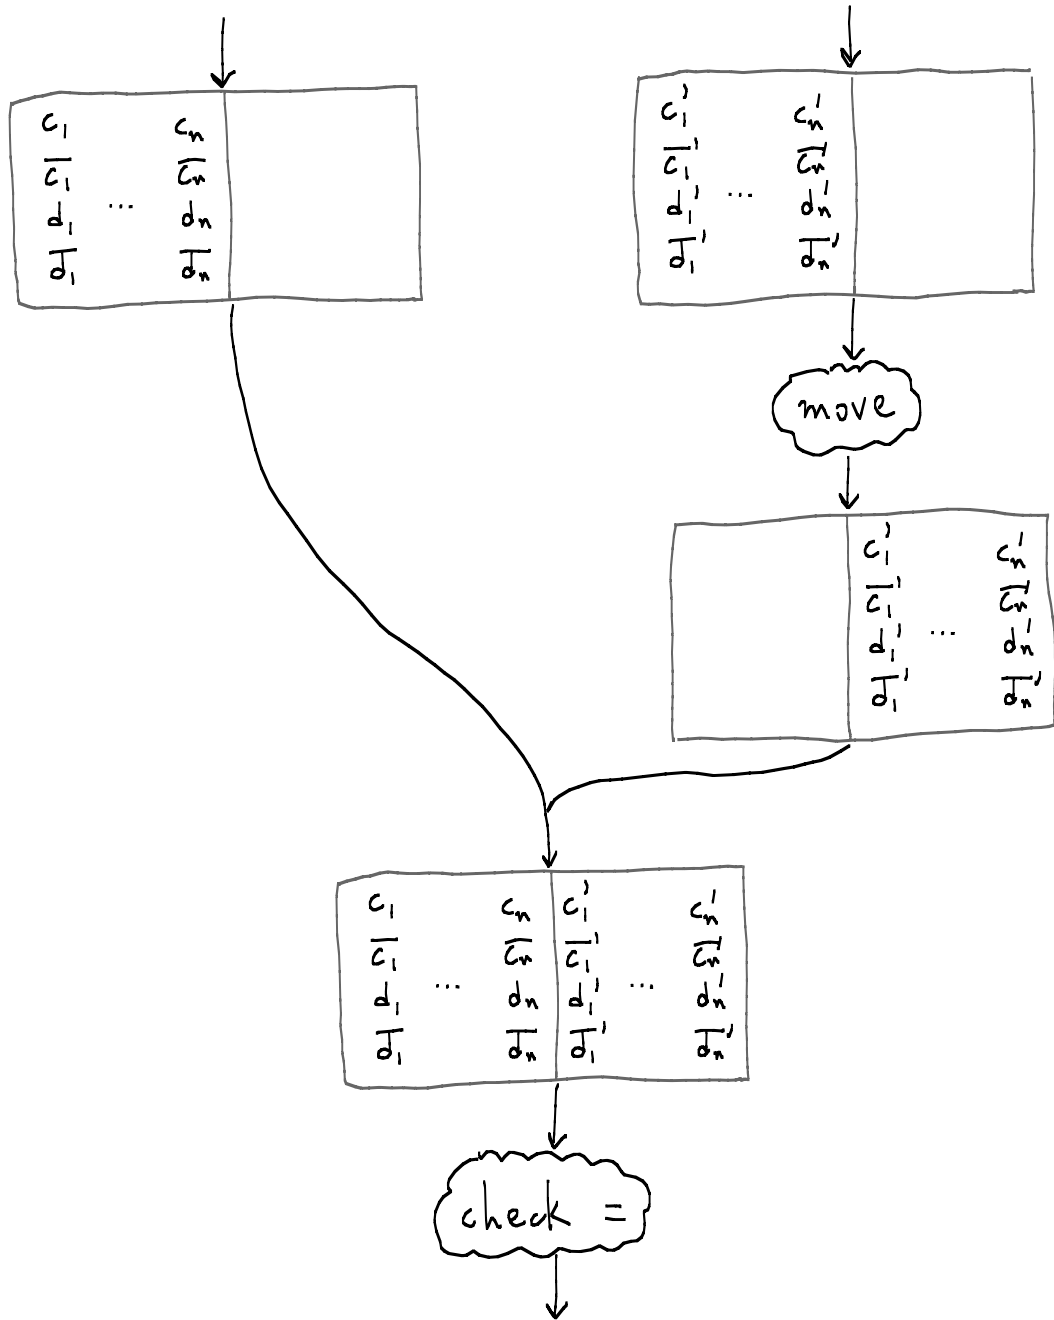 c₁ cₙ
c̅₁ c̅ₙ
d₁ ... dₙ
d̅₁ d̅ₙ
c₁' cₙ'
c̅₁' c̅ₙ'
d₁' ... dₙ'
d̅₁' d̅ₙ'
move
c₁' cₙ'
c̅₁' c̅ₙ'
d₁' ... dₙ'
d̅₁' d̅ₙ'
c₁ cₙ c₁' cₙ'
c̅₁ c̅ₙ c̅₁' c̅ₙ'
d₁ ... dₙ d₁' ... dₙ'
d̅₁ d̅ₙ d̅₁' d̅ₙ'
check =